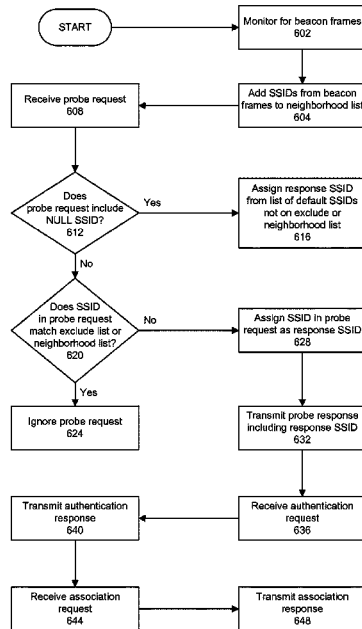 START
Monitor for beacon frames
602
Add SSIDs from beacon
frames to neighborhood list
604
Receive probe request
608
Does
probe request include
NULL SSID?
612
Yes
Assign response SSID
from list of default SSIDs
not on exclude or
neighborhood list
616
No
Does SSID
in probe request
match exclude list or
neighborhood list?
620
No
Assign SSID in probe
request as response SSID
628
Yes
Ignore probe request
624
Transmit probe response
including response SSID
632
Transmit authentication
response
640
Receive authentication
request
636
Receive association
request
644
Transmit association
response
648